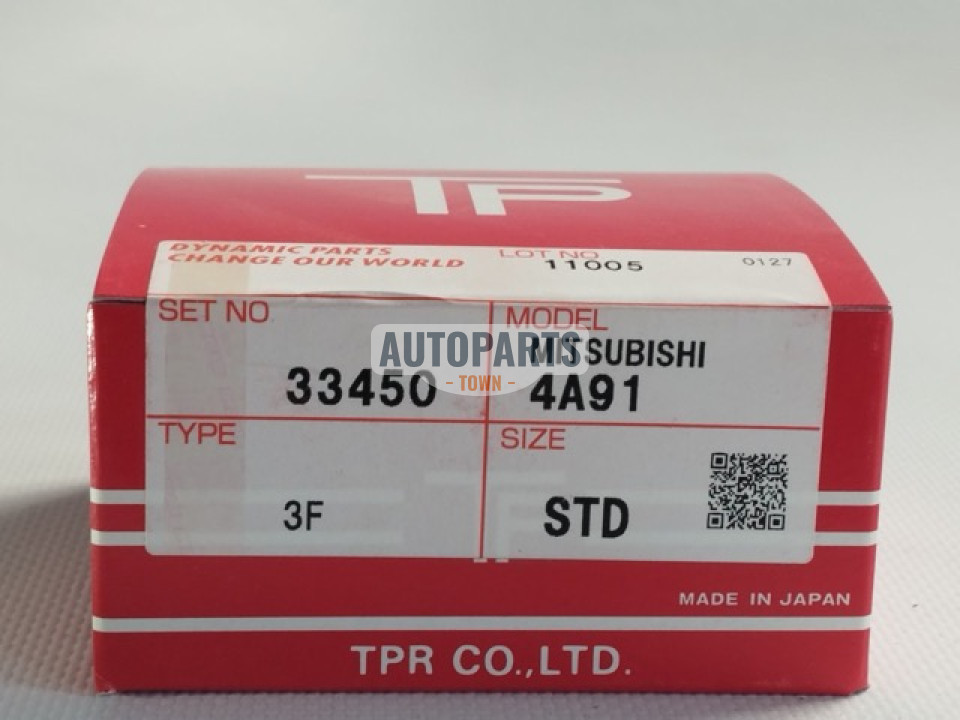 TP
DYNAMIC PARTS
CHANGE OUR WORLD
LOT NO
11005
0127
SET NO
33450
MODEL
MITSUBISHI
4A91
AUTOPARTS
- TOWN -
TYPE
3F
SIZE
STD
MADE IN JAPAN
TPR CO.,LTD.